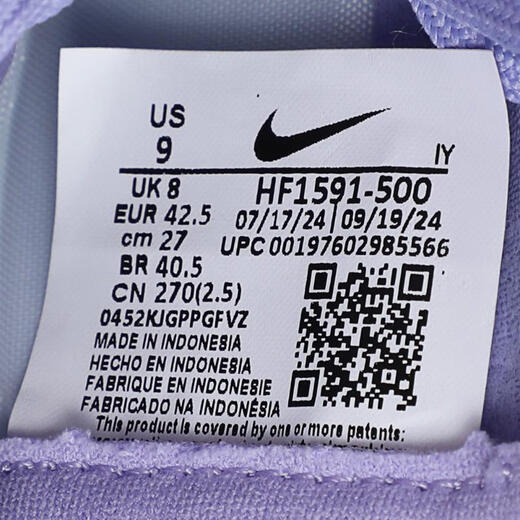 US
9
IY
UK 8
HF1591-500
EUR 42.5
07/17/24 | 09/19/24
cm 27
UPC 00197602985566
BR 40.5
CN 270(2.5)
0452KJGPPGFVZ
MADE IN INDONESIA
HECHO EN INDONESIA
FABRIQUE EN INDONESIE
FABRICADO NA INDONÉSIA
This product is covered by one or more patents: